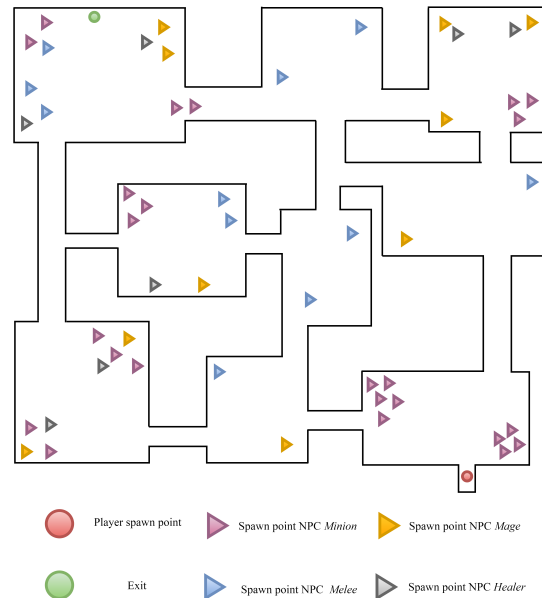 Player spawn point
Spawn point NPC Minion
Spawn point NPC Mage
Exit
Spawn point NPC Melee
Spawn point NPC Healer